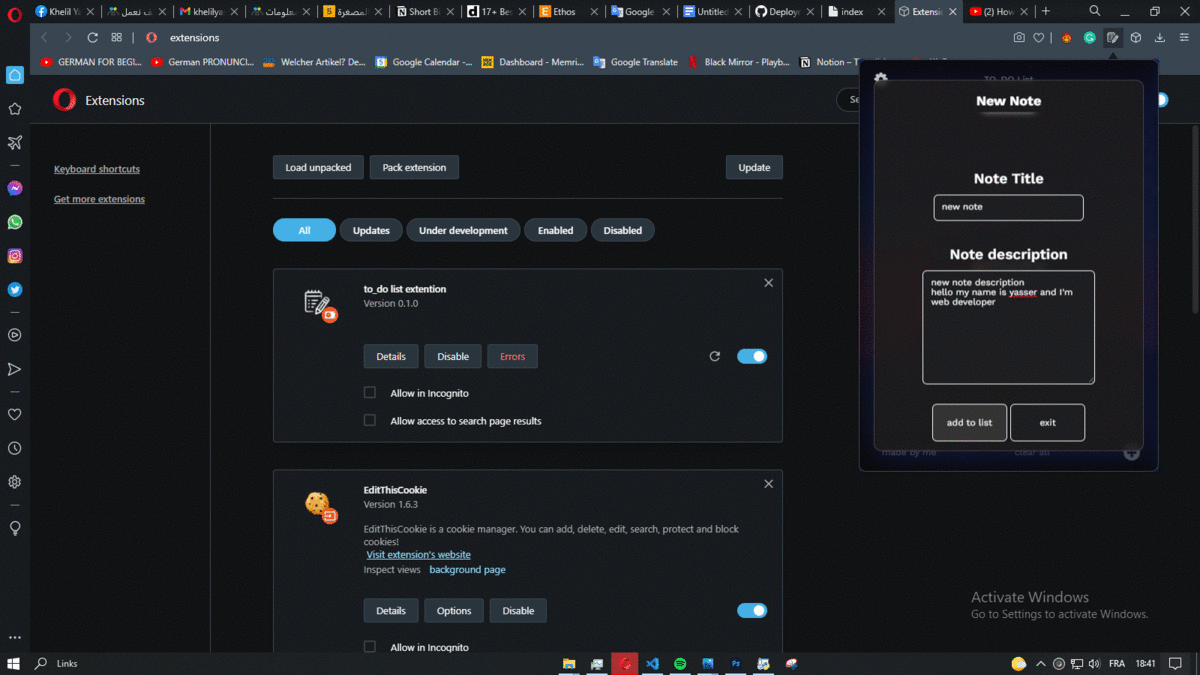 Khelil Ya
ف نعمل
khelilya
معلومات
المصغرة
Short B
17+ Bes
Ethos
Google
Untitled
Deploy
index
Extensi
(2) How
extensions
GERMAN FOR BEGI...
German PRONUNCI...
Welcher Artikel? De...
Google Calendar -...
Dashboard - Memri...
Google Translate
Black Mirror - Playb...
Notion –
Extensions
Se
TO_DO List
New Note
Keyboard shortcuts
Get more extensions
Load unpacked
Pack extension
Update
All
Updates
Under development
Enabled
Disabled
Note Title
new note
Note description
new note description
hello my name is yasser and I'm
web developer
add to list
exit
made by me
clear all
to_do list extention
Version 0.1.0
Details
Disable
Errors
Allow in Incognito
Allow access to search page results
EditThisCookie
Version 1.6.3
EditThisCookie is a cookie manager. You can add, delete, edit, search, protect and block
cookies!
Visit extension's website
Inspect views background page
Details
Options
Disable
Allow in Incognito
Activate Windows
Go to Settings to activate Windows.
Links
FRA
18:41